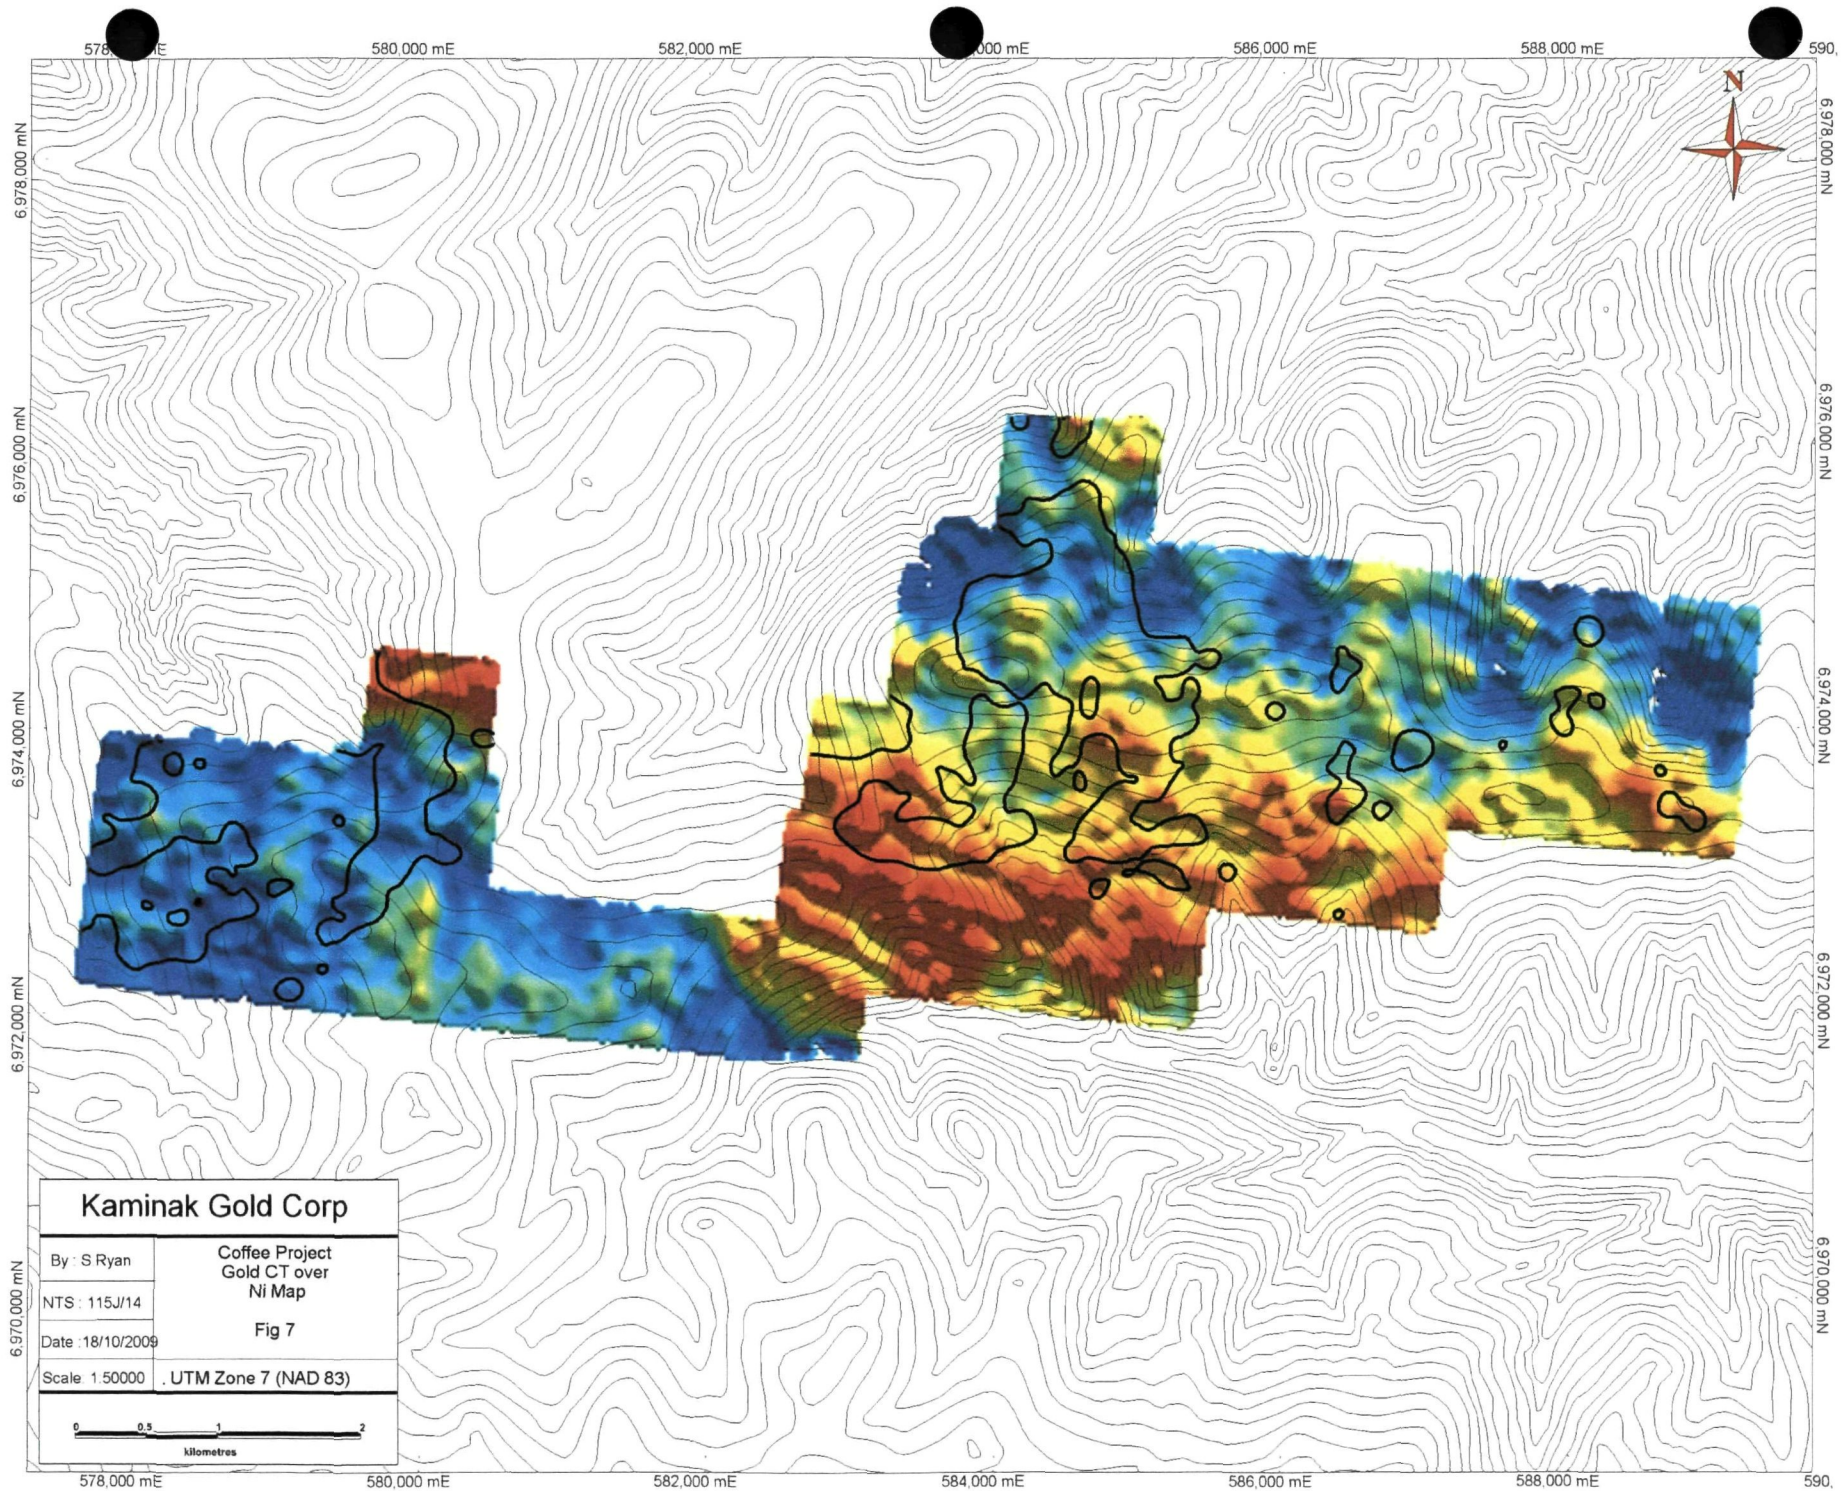 580,000 mE
582,000 mE
586,000 mE
588,000 mE
590,
N
6,978,000 mN
6,978,000 mN
6,976,000 mN
6,976,000 mN
6,974,000 mN
6,974,000 mN
6,972,000 mN
6,972,000 mN
6,970,000 mN
6,970,000 mN
Kaminak Gold Corp
By : S Ryan
Coffee Project
Gold CT over
Ni Map
NTS : 115J/14
Fig 7
Date :18/10/2009
Scale: 1:50000
. UTM Zone 7 (NAD 83)
0 0.5 1 2
kilometres
578,000 mE
580,000 mE
582,000 mE
584,000 mE
586,000 mE
588,000 mE
590,